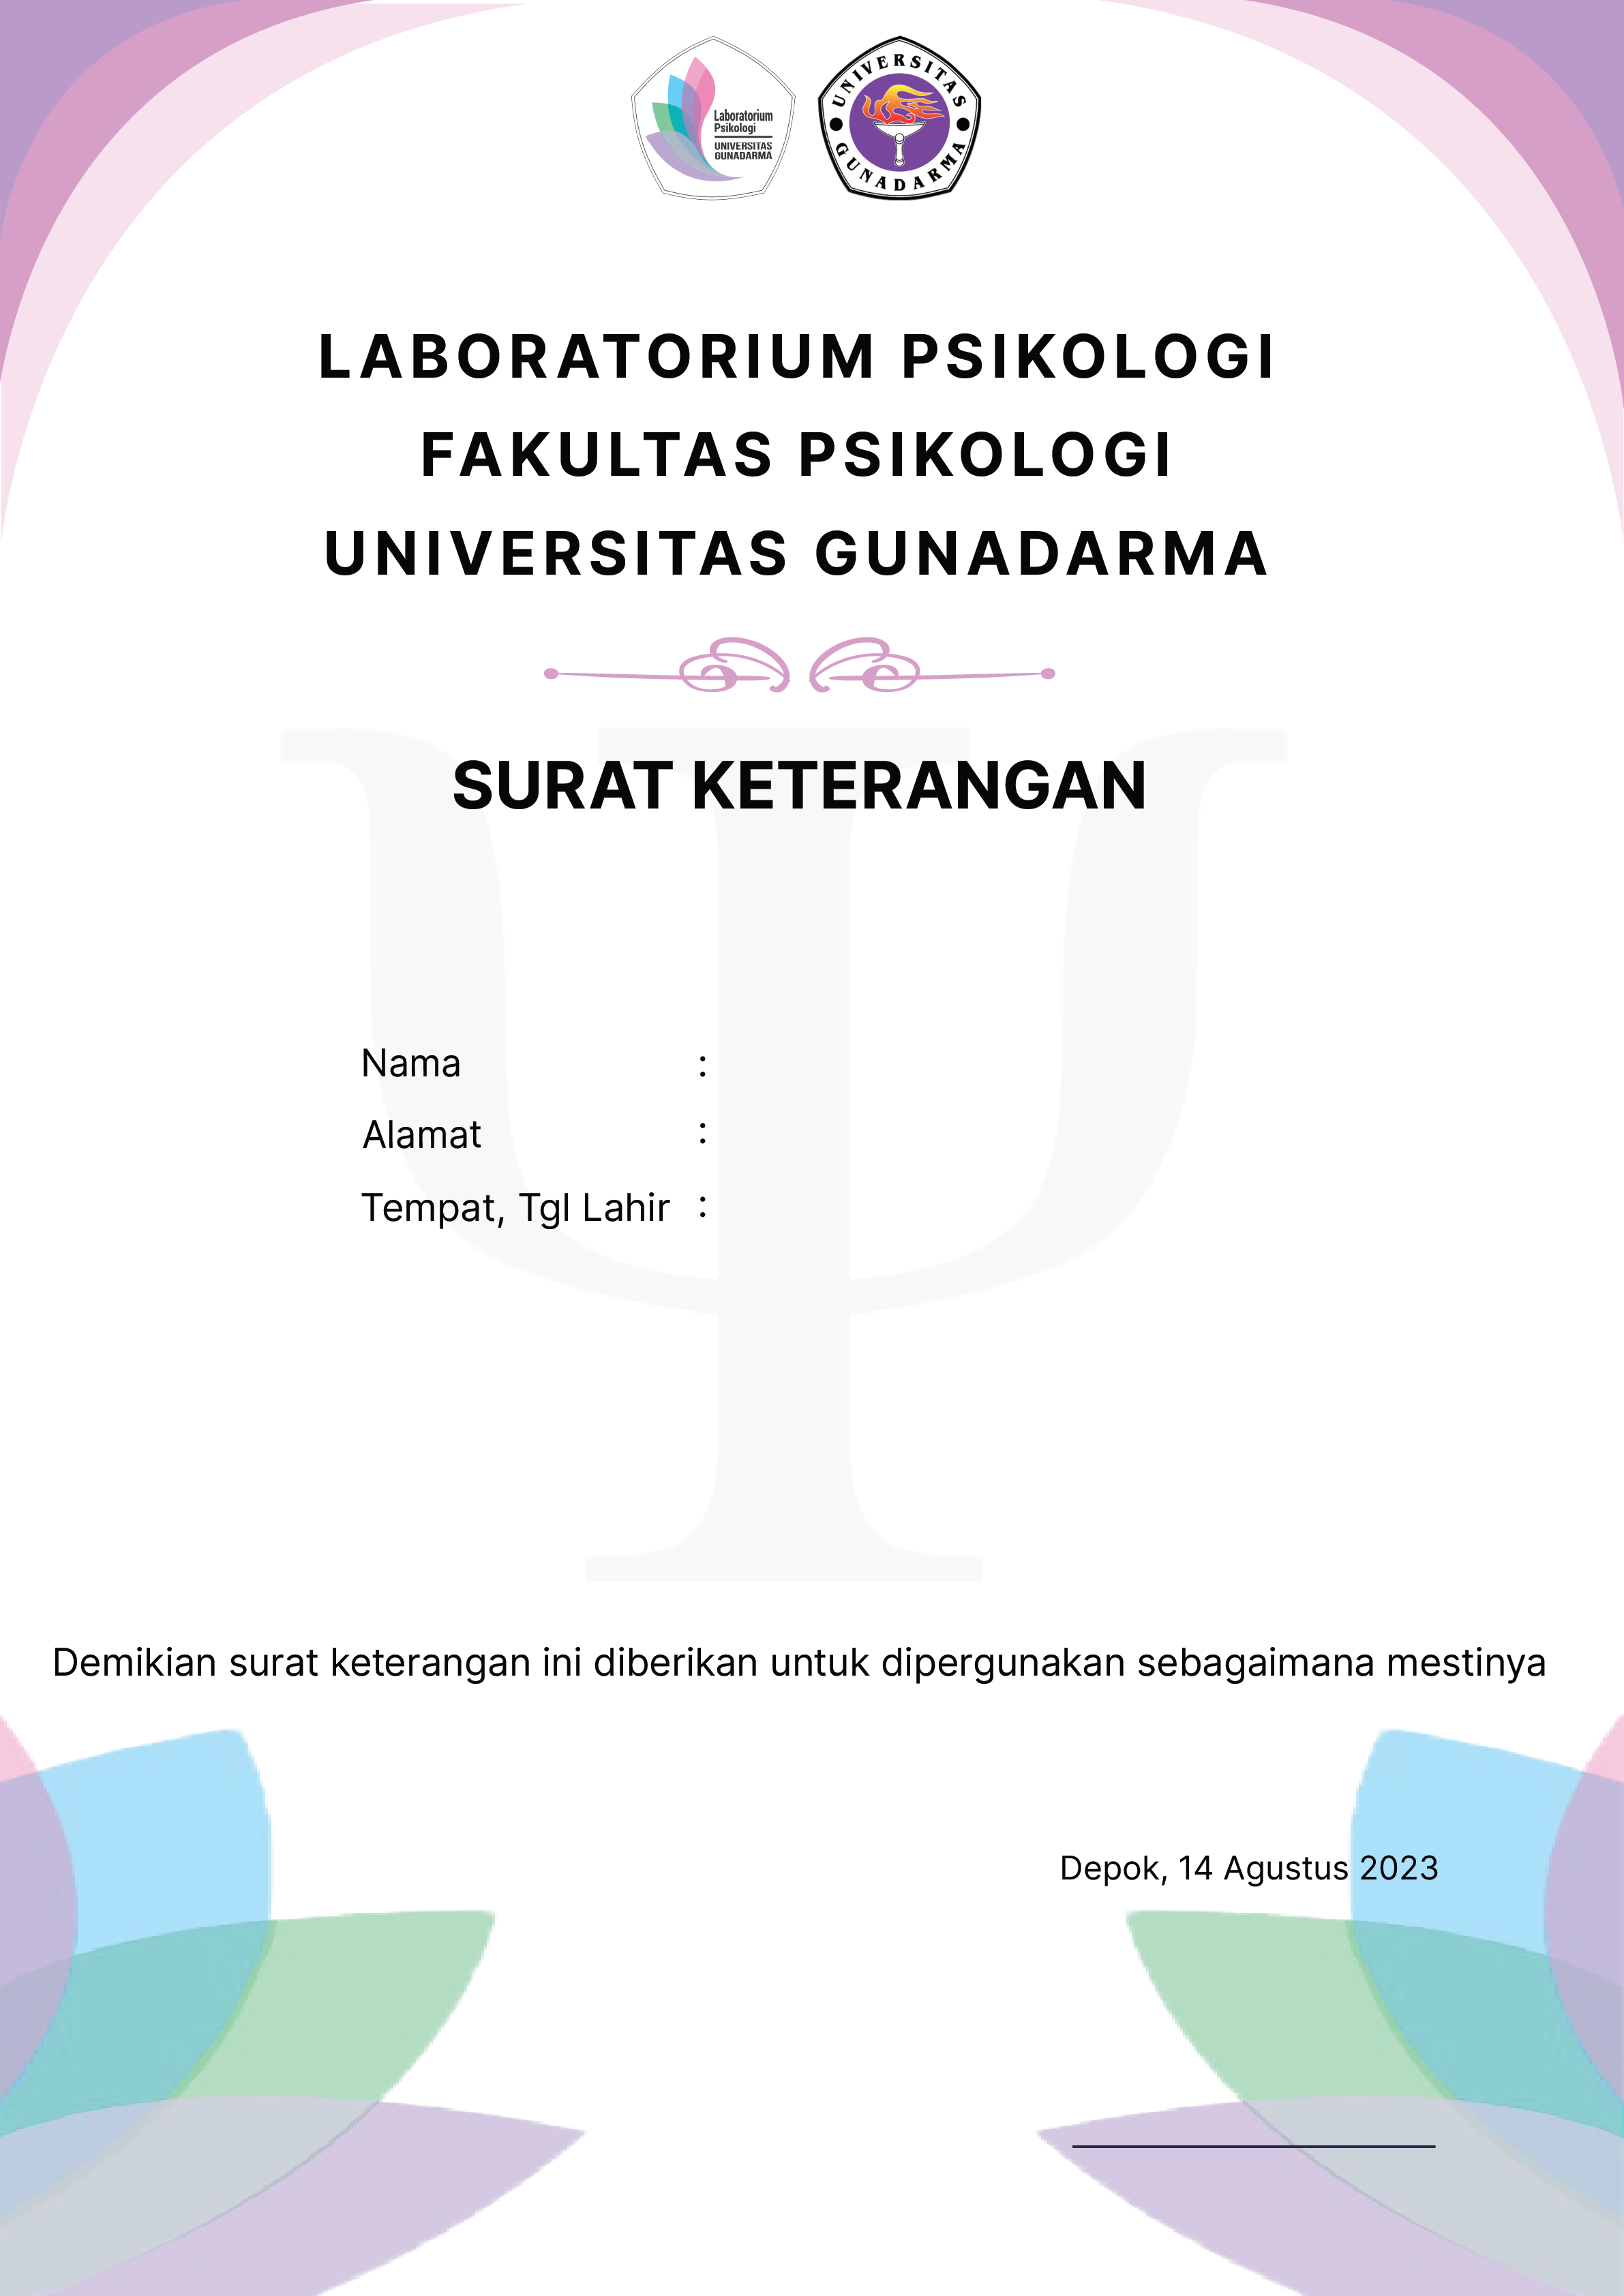 Laboratorium
Psikologi
UNIVERSITAS
GUNADARMA
UNIVERSITAS
GUNADARMA
LABORATORIUM PSIKOLOGI
FAKULTAS PSIKOLOGI
UNIVERSITAS GUNADARMA
SURAT KETERANGAN
Nama :
Alamat :
Tempat, Tgl Lahir :
Demikian surat keterangan ini diberikan untuk dipergunakan sebagaimana mestinya
Depok, 14 Agustus 2023